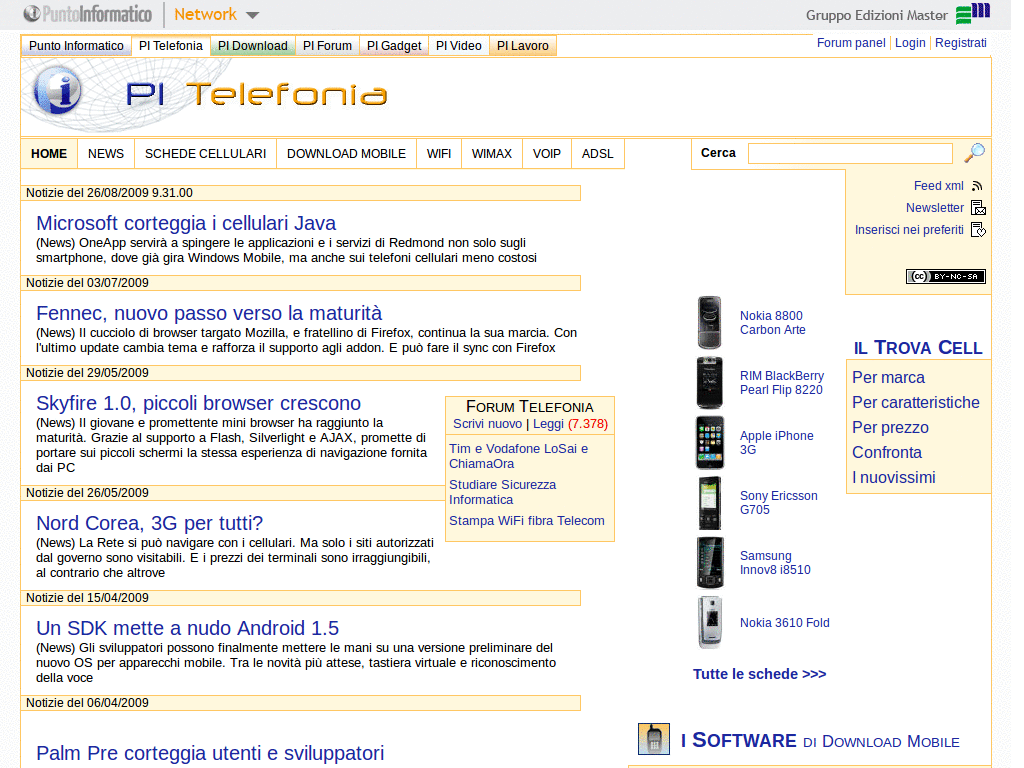 PuntoInformatico
Network
Gruppo Edizioni Master
Punto Informatico
PI Telefonia
PI Download
PI Forum
PI Gadget
PI Video
PI Lavoro
Forum panel | Login | Registrati
PI Telefonia
HOME
NEWS
SCHEDE CELLULARI
DOWNLOAD MOBILE
WIFI
WIMAX
VOIP
ADSL
Cerca
Feed xml
Newsletter
Inserisci nei preferiti
cc BY-NC-SA
Notizie del 26/08/2009 9.31.00
Microsoft corteggia i cellulari Java
(News) OneApp servirà a spingere le applicazioni e i servizi di Redmond non solo sugli
smartphone, dove già gira Windows Mobile, ma anche sui telefoni cellulari meno costosi
Notizie del 03/07/2009
Fennec, nuovo passo verso la maturità
(News) Il cucciolo di browser targato Mozilla, e fratellino di Firefox, continua la sua marcia. Con
l'ultimo update cambia tema e rafforza il supporto agli addon. E può fare il sync con Firefox
Notizie del 29/05/2009
Skyfire 1.0, piccoli browser crescono
(News) Il giovane e promettente mini browser ha raggiunto la
maturità. Grazie al supporto a Flash, Silverlight e AJAX, promette di
portare sui piccoli schermi la stessa esperienza di navigazione fornita
dai PC
Notizie del 26/05/2009
Nord Corea, 3G per tutti?
(News) La Rete si può navigare con i cellulari. Ma solo i siti autorizzati
dal governo sono visitabili. E i prezzi dei terminali sono irraggiungibili,
al contrario che altrove
Notizie del 15/04/2009
Un SDK mette a nudo Android 1.5
(News) Gli sviluppatori possono finalmente mettere le mani su una versione preliminare del
nuovo OS per apparecchi mobile. Tra le novità più attese, tastiera virtuale e riconoscimento
della voce
Notizie del 06/04/2009
Palm Pre corteggia utenti e sviluppatori
FORUM TELEFONIA
Scrivi nuovo | Leggi (7.378)
Tim e Vodafone LoSai e
ChiamaOra
Studiare Sicurezza
Informatica
Stampa WiFi fibra Telecom
Nokia 8800
Carbon Arte
RIM BlackBerry
Pearl Flip 8220
Apple iPhone
3G
Sony Ericsson
G705
Samsung
Innov8 i8510
Nokia 3610 Fold
Tutte le schede >>>
IL TROVA CELL
Per marca
Per caratteristiche
Per prezzo
Confronta
I nuovissimi
I SOFTWARE DI DOWNLOAD MOBILE